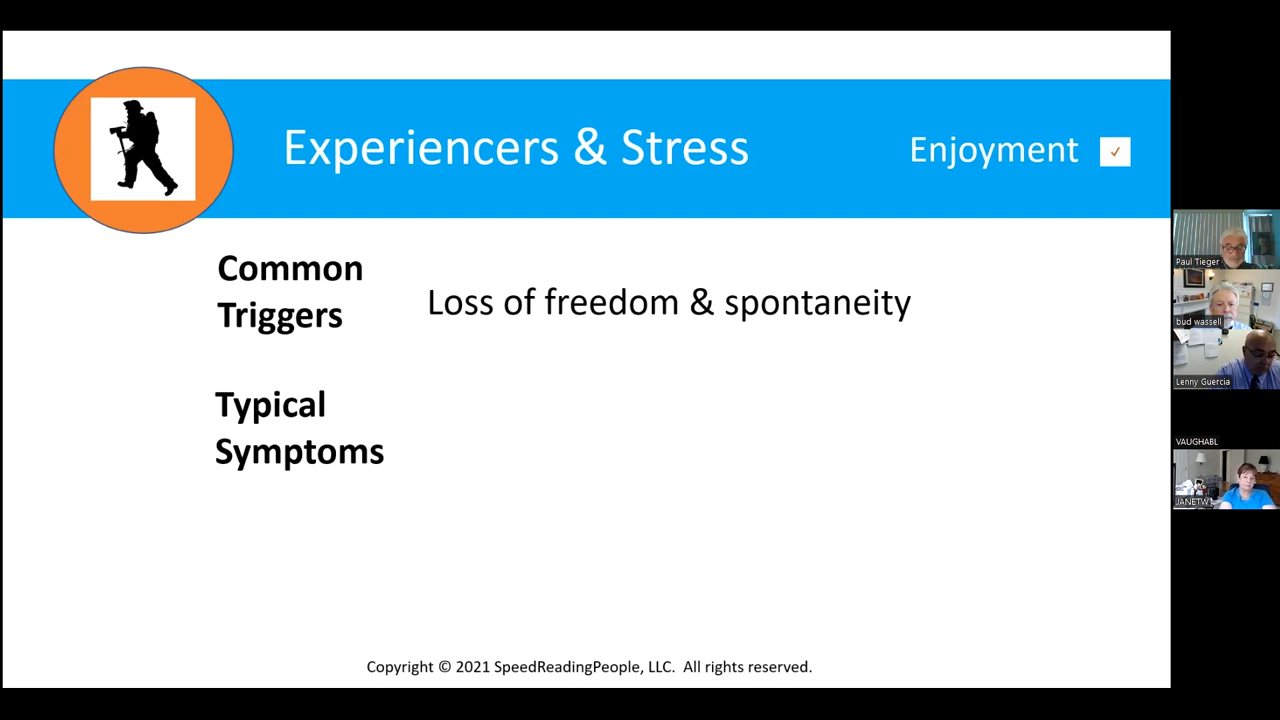 Experiencers & Stress
Enjoyment ✓
Common
Triggers
Loss of freedom & spontaneity
Typical
Symptoms
Copyright © 2021 SpeedReadingPeople, LLC. All rights reserved.
Paul Tieger
bud wassell
Lenny Guercia
VAUGHABL
JANETW